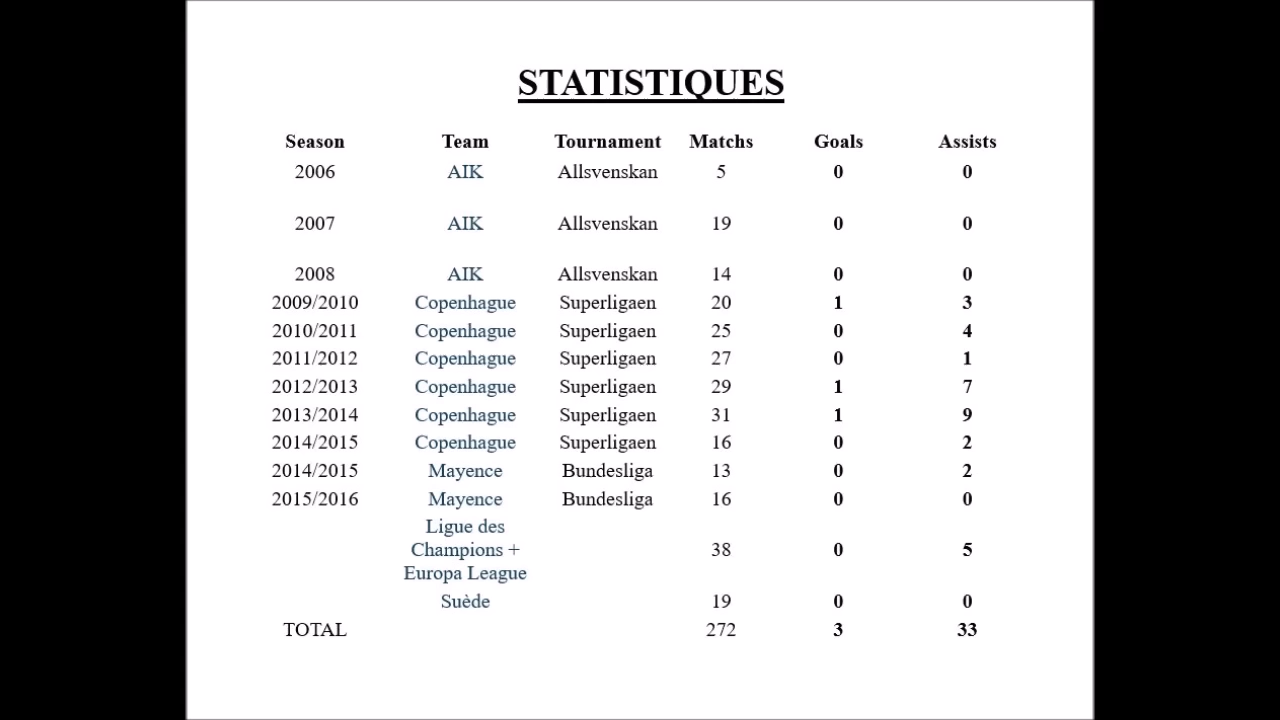 STATISTIQUES
Season Team Tournament Matchs Goals Assists
2006 AIK Allsvenskan 5 0 0
2007 AIK Allsvenskan 19 0 0
2008 AIK Allsvenskan 14 0 0
2009/2010 Copenhague Superligaen 20 1 3
2010/2011 Copenhague Superligaen 25 0 4
2011/2012 Copenhague Superligaen 27 0 1
2012/2013 Copenhague Superligaen 29 1 7
2013/2014 Copenhague Superligaen 31 1 9
2014/2015 Copenhague Superligaen 16 0 2
2014/2015 Mayence Bundesliga 13 0 2
2015/2016 Mayence Bundesliga 16 0 0
Ligue des
Champions + 38 0 5
Europa League
Suède 19 0 0
TOTAL 272 3 33